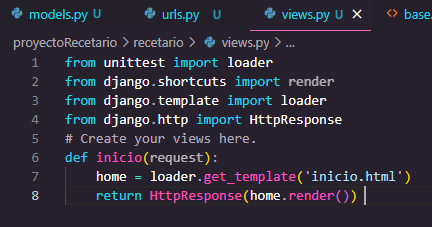 models.py U urls.py U views.py U × base.
proyectoRecetario > recetario > views.py > ...
1 from unittest import loader
2 from django.shortcuts import render
3 from django.template import loader
4 from django.http import HttpResponse
5 # Create your views here.
6 def inicio(request):
7     home = loader.get_template('inicio.html')
8     return HttpResponse(home.render())